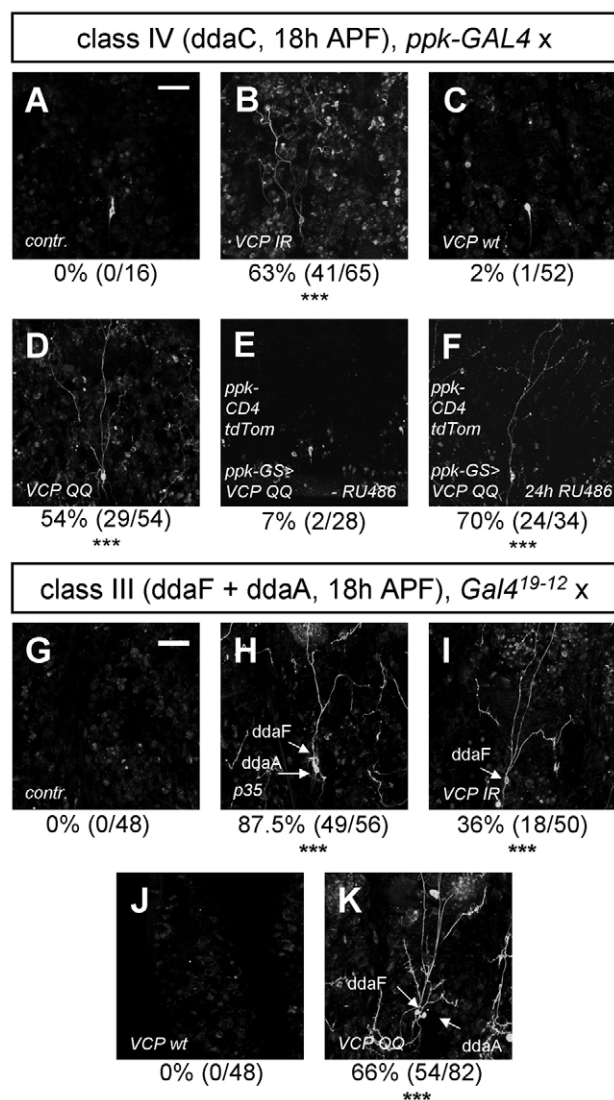 class IV (ddaC, 18h APF), ppk-GAL4 x
A
B
C
contr.
VCP IR
VCP wt
0% (0/16)
63% (41/65)
2% (1/52)
***
D
E
F
ppk-
CD4
tdTom
ppk-
CD4
tdTom
VCP QQ
ppk-GS>
VCP QQ - RU486
ppk-GS>
VCP QQ 24h RU486
54% (29/54)
7% (2/28)
70% (24/34)
***
***
class III (ddaF + ddaA, 18h APF), Gal4¹⁹⁻¹² x
G
H
I
ddaF
ddaA
ddaF
contr.
p35
VCP IR
0% (0/48)
87.5% (49/56)
36% (18/50)
***
***
J
K
ddaF
ddaA
VCP wt
VCP QQ
0% (0/48)
66% (54/82)
***